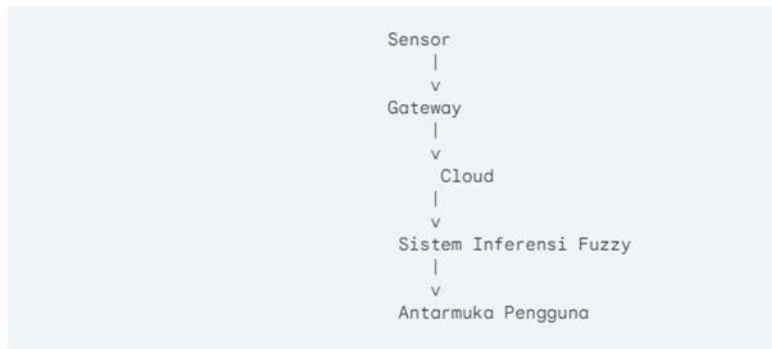 Sensor
|
v
Gateway
|
v
Cloud
|
v
Sistem Inferensi Fuzzy
|
v
Antarmuka Pengguna